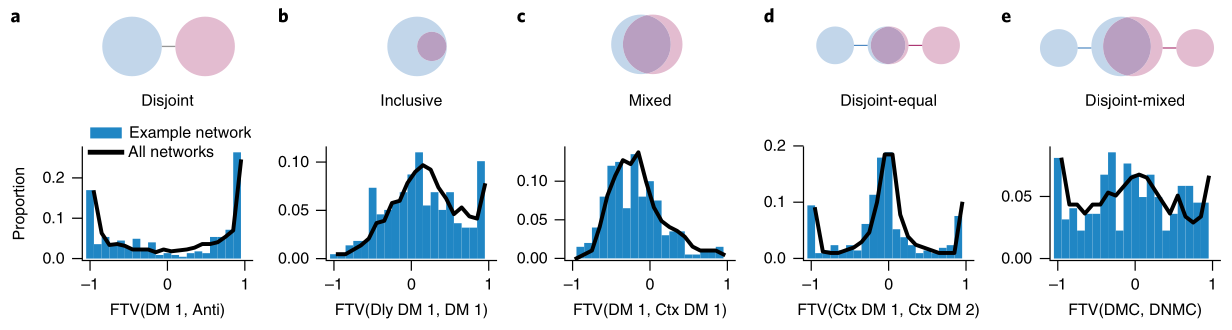 a
Disjoint
Example network
All networks
Proportion
0.2
0.1
0.0
−1
0
1
FTV(DM 1, Anti)
b
Inclusive
0.10
0.05
0.00
−1
0
1
FTV(Dly DM 1, DM 1)
c
Mixed
0.10
0.05
0.00
−1
0
1
FTV(DM 1, Ctx DM 1)
d
Disjoint-equal
0.2
0.1
0.0
−1
0
1
FTV(Ctx DM 1, Ctx DM 2)
e
Disjoint-mixed
0.05
0.00
−1
0
1
FTV(DMC, DNMC)